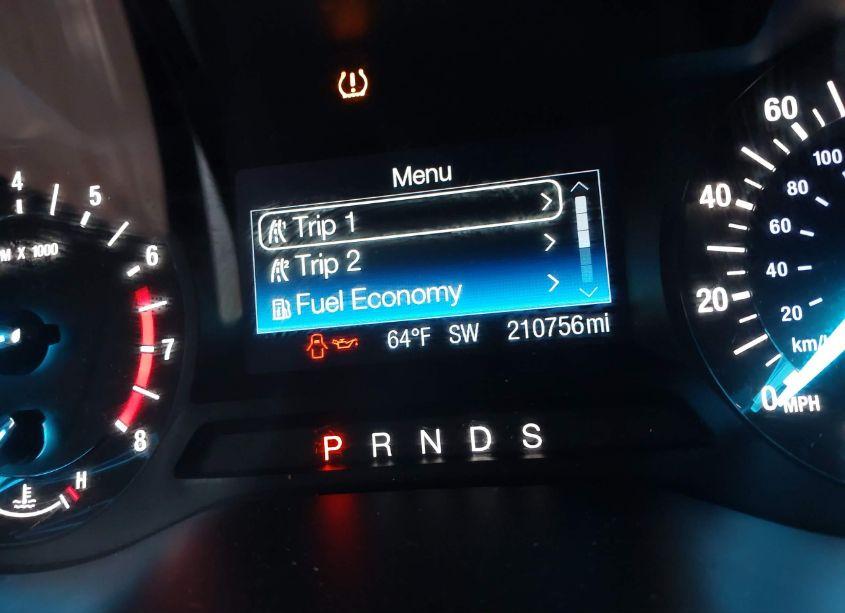 Menu
Trip 1
Trip 2
Fuel Economy
64°F SW 210756mi
P R N D S
4 5 6 7 8
X 1000
H
0 20 40 60
MPH
20 40 60 80 100
km/